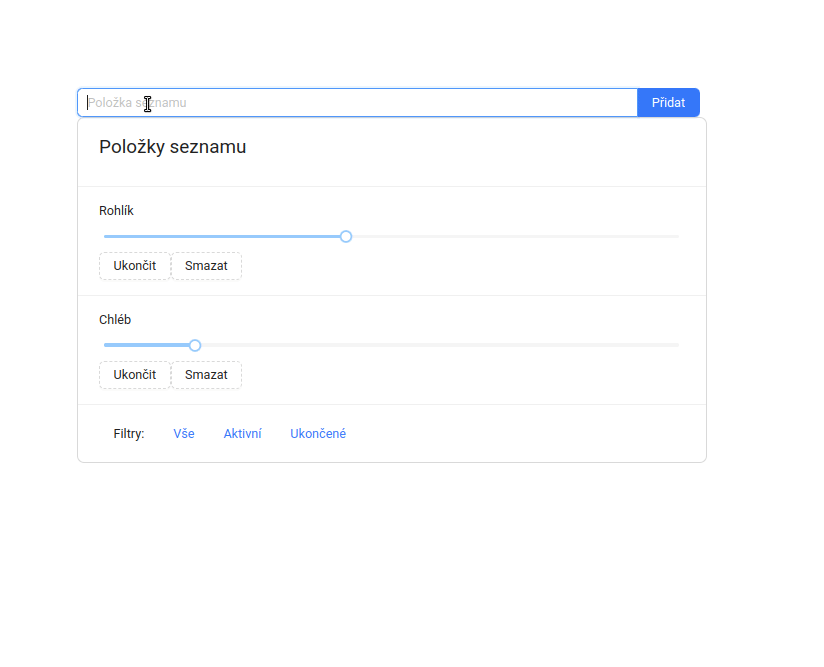 Položka seznamu Přidat
Položky seznamu
Rohlík
Ukončit Smazat
Chléb
Ukončit Smazat
Filtry: Vše Aktivní Ukončené